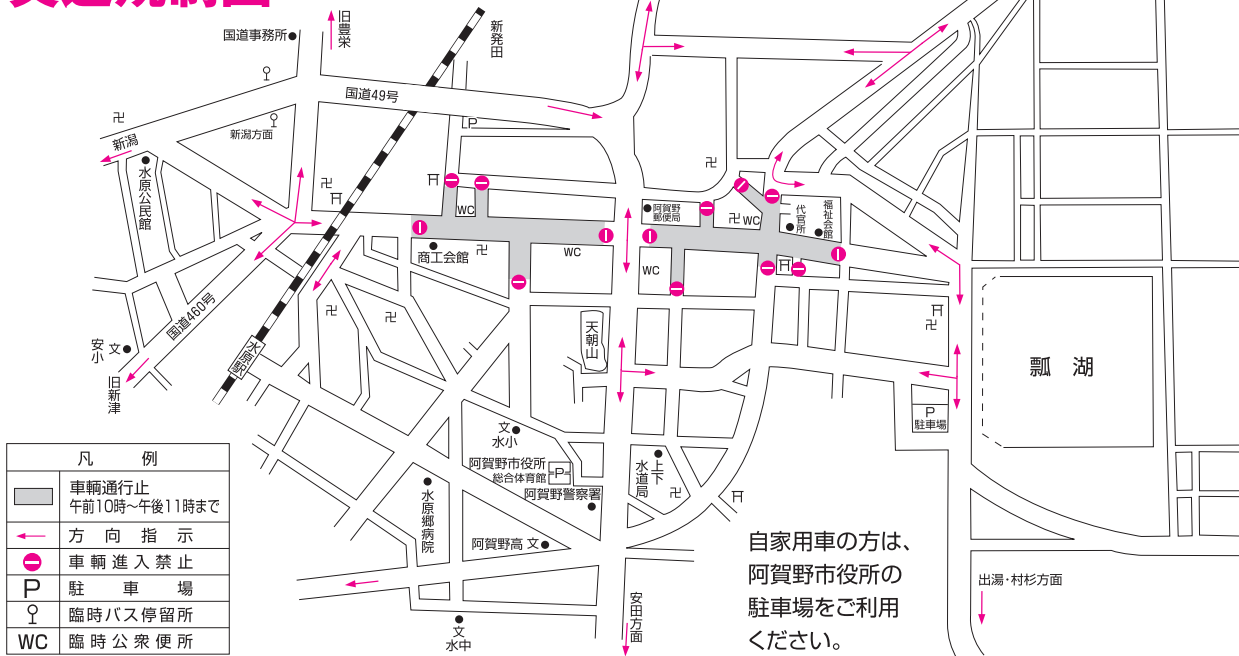 旧豊栄
国道事務所
新発田
国道49号
P
新潟方面
新潟
水原公民館
WC
阿賀野
郵便局
WC
代官所
福祉会館
商工会館
WC
WC
国道460号
安小
文
旧新津
水原駅
天朝山
瓢湖
P
駐車場
文
水小
阿賀野市役所
総合体育館
P
阿賀野警察署
上下
水道局
水原郷病院
阿賀野高 文
文
水中
安田方面
出湯・村杉方面
自家用車の方は、
阿賀野市役所の
駐車場をご利用
ください。
凡 例
車輌通行止
午前10時〜午後11時まで
方向指示
車輌進入禁止
P 駐車場
臨時バス停留所
WC 臨時公衆便所